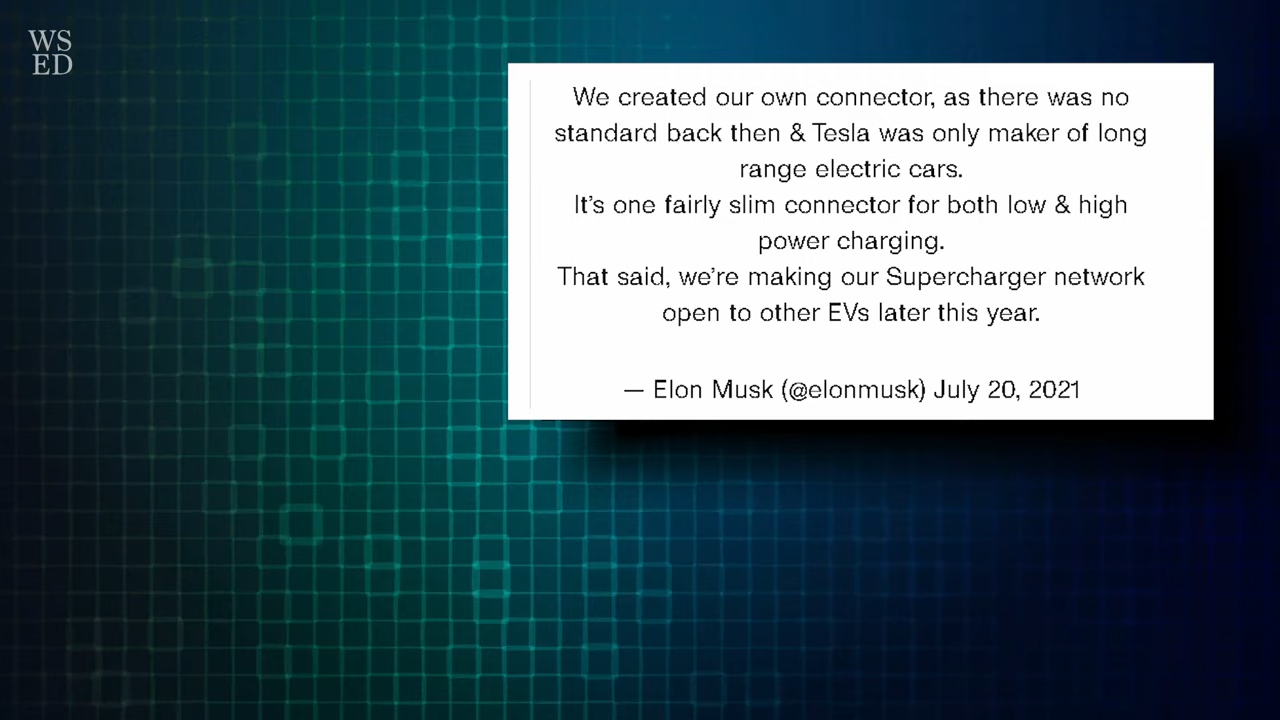 WS
ED
We created our own connector, as there was no
standard back then & Tesla was only maker of long
range electric cars.
It's one fairly slim connector for both low & high
power charging.
That said, we're making our Supercharger network
open to other EVs later this year.
— Elon Musk (@elonmusk) July 20, 2021